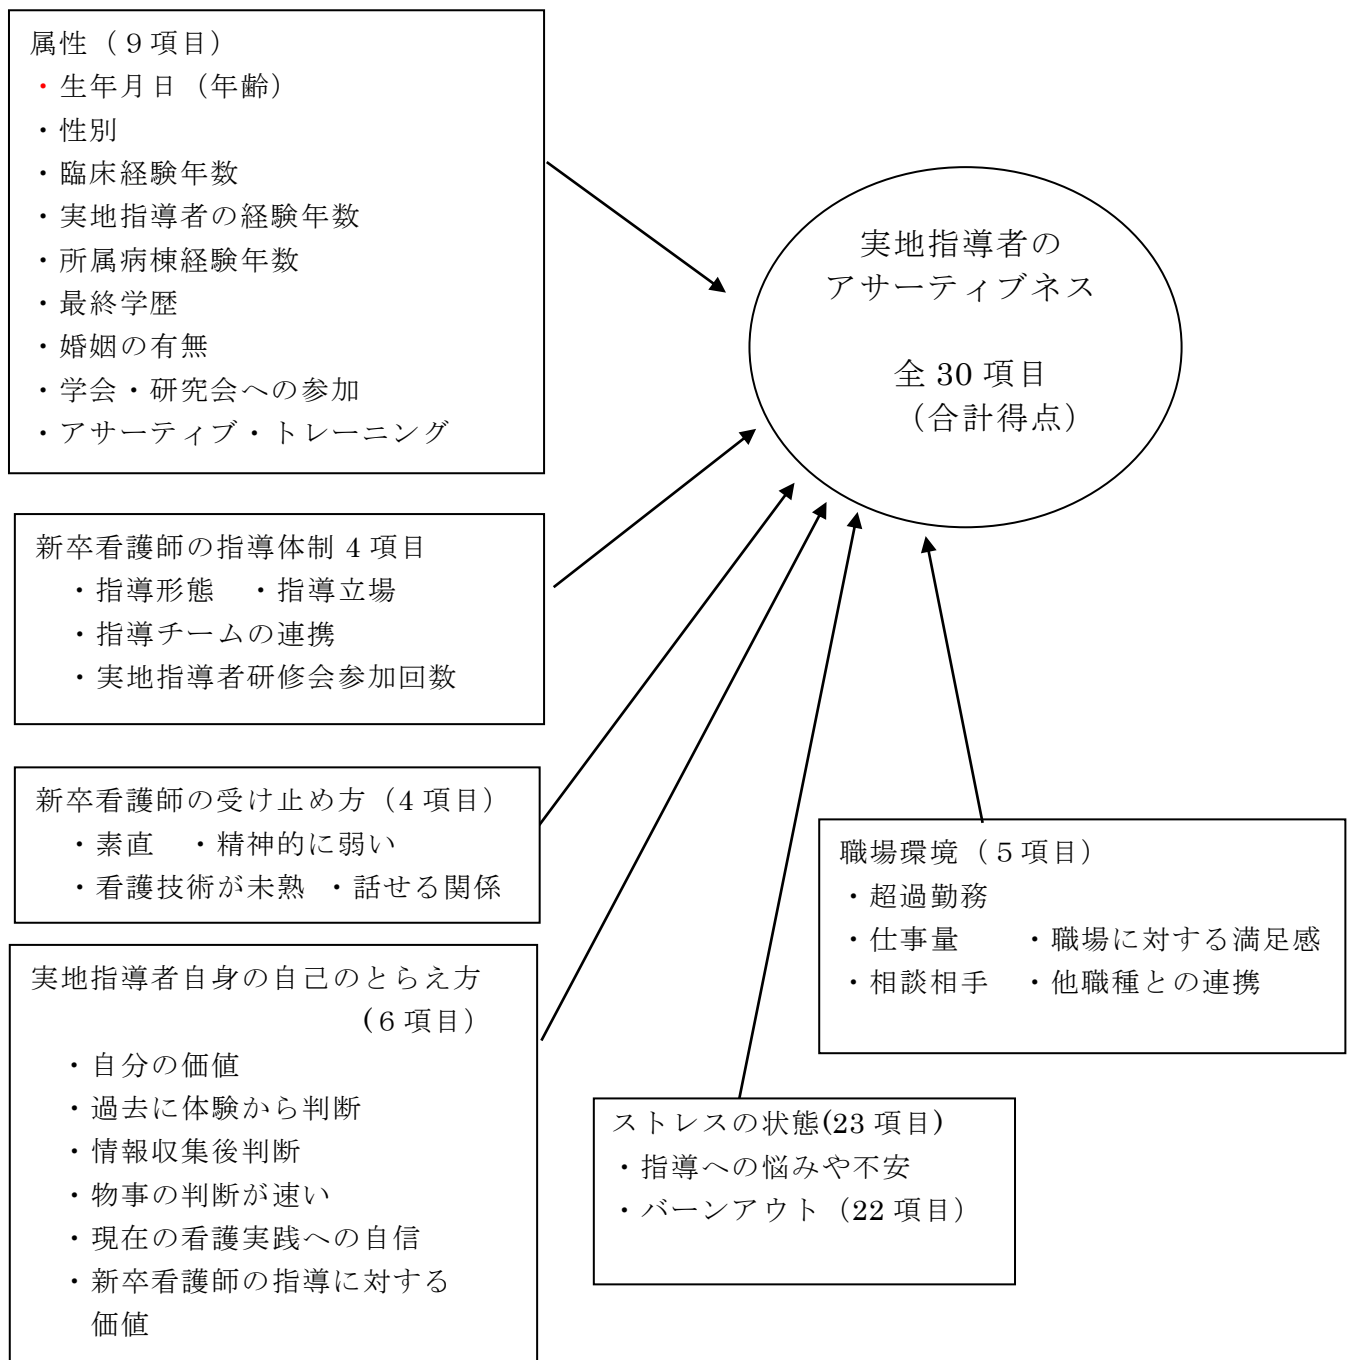 属性（９項目）
・生年月日（年齢）
・性別
・臨床経験年数
・実地指導者の経験年数
・所属病棟経験年数
・最終学歴
・婚姻の有無
・学会・研究会への参加
・アサーティブ・トレーニング
実地指導者の
アサーティブネス
全 30 項目
（合計得点）
新卒看護師の指導体制 4 項目
・指導形態　・指導立場
・指導チームの連携
・実地指導者研修会参加回数
新卒看護師の受け止め方（4 項目）
・素直　・精神的に弱い
・看護技術が未熟 ・話せる関係
実地指導者自身の自己のとらえ方
(６項目）
・自分の価値
・過去に体験から判断
・情報収集後判断
・物事の判断が速い
・現在の看護実践への自信
・新卒看護師の指導に対する
価値
ストレスの状態(23 項目)
・指導への悩みや不安
・バーンアウト（22 項目）
職場環境（５項目）
・超過勤務
・仕事量　　・職場に対する満足感
・相談相手　・他職種との連携